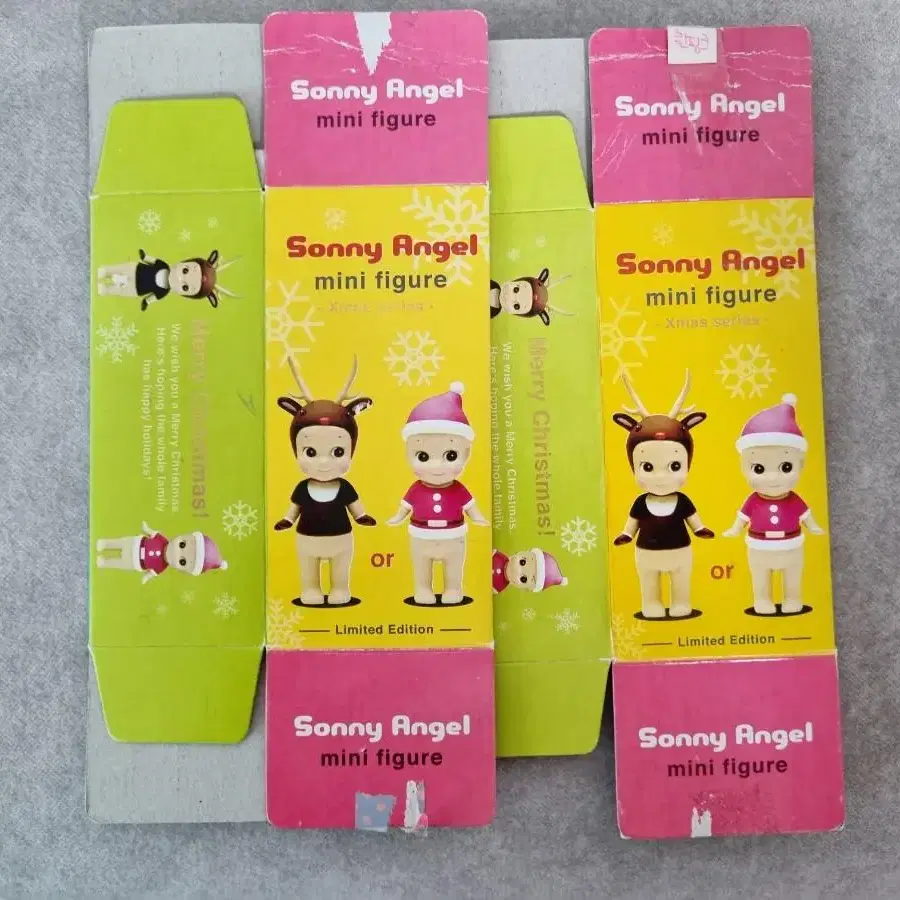 Sonny Angel
mini figure
Sonny Angel
mini figure
- Xmas series -
or
Limited Edition
Sonny Angel
mini figure
Merry Christmas!
We wish you a Merry Christmas
Here's hoping the whole family
has happy holidays!
Sonny Angel
mini figure
Sonny Angel
mini figure
- Xmas series -
or
Limited Edition
Sonny Angel
mini figure
Merry Christmas!
We wish you a Merry Christmas
Here's hoping the whole family